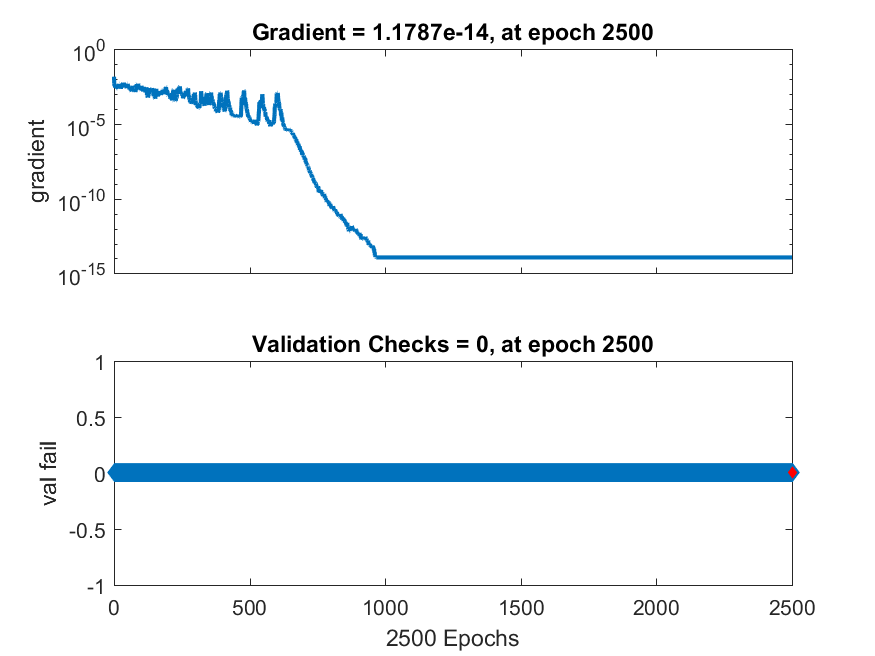 Gradient = 1.1787e-14, at epoch 2500
10^0
10^-5
10^-10
10^-15
gradient
Validation Checks = 0, at epoch 2500
1
0.5
0
-0.5
-1
val fail
0 500 1000 1500 2000 2500
2500 Epochs